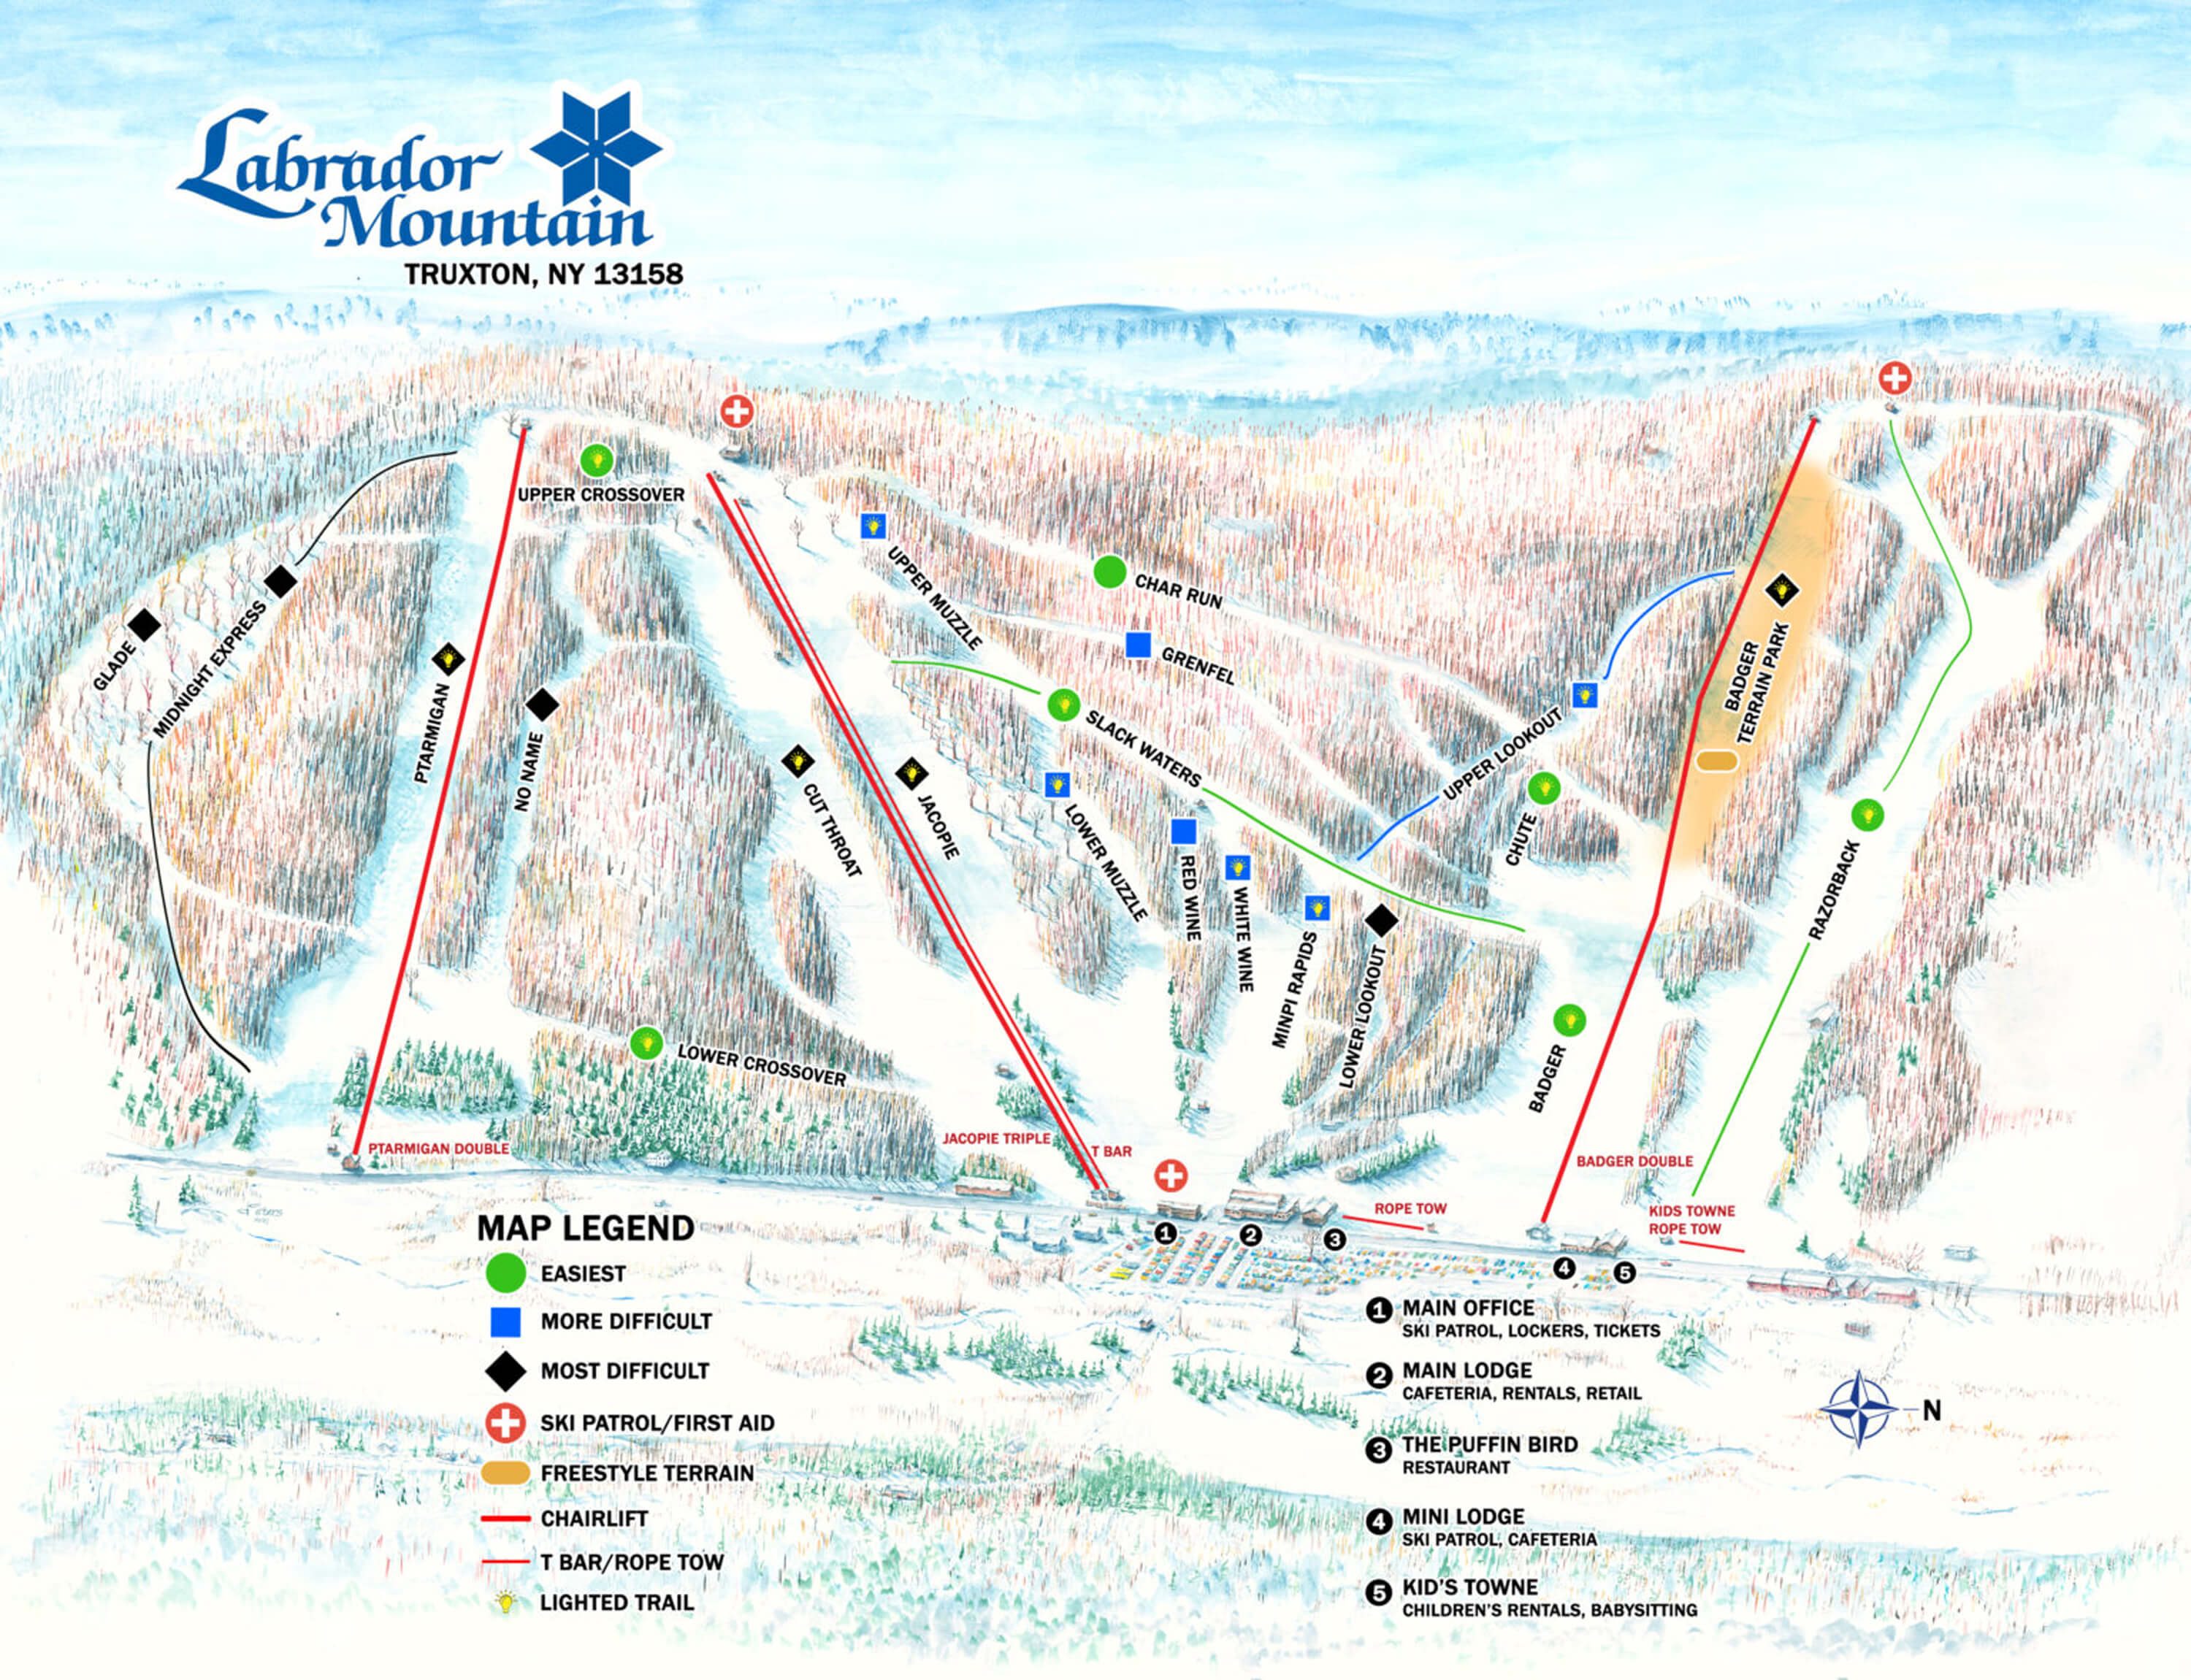 Labrador
Mountain
TRUXTON, NY 13158
UPPER CROSSOVER
GLADE
MIDNIGHT EXPRESS
PTARMIGAN
NO NAME
CUT THROAT
JACOPIE
UPPER MUZZLE
CHAR RUN
GRENFEL
SLACK WATERS
LOWER MUZZLE
RED WINE
WHITE WINE
MINPI RAPIDS
LOWER LOOKOUT
UPPER LOOKOUT
CHUTE
BADGER
TERRAIN PARK
RAZORBACK
BADGER
LOWER CROSSOVER
PTARMIGAN DOUBLE
JACOPIE TRIPLE
T BAR
ROPE TOW
BADGER DOUBLE
KIDS TOWNE
ROPE TOW
1
2
3
4
5
MAP LEGEND
EASIEST
MORE DIFFICULT
MOST DIFFICULT
SKI PATROL/FIRST AID
FREESTYLE TERRAIN
CHAIRLIFT
T BAR/ROPE TOW
LIGHTED TRAIL
1 MAIN OFFICE
SKI PATROL, LOCKERS, TICKETS
2 MAIN LODGE
CAFETERIA, RENTALS, RETAIL
3 THE PUFFIN BIRD
RESTAURANT
4 MINI LODGE
SKI PATROL, CAFETERIA
5 KID'S TOWNE
CHILDREN'S RENTALS, BABYSITTING
N